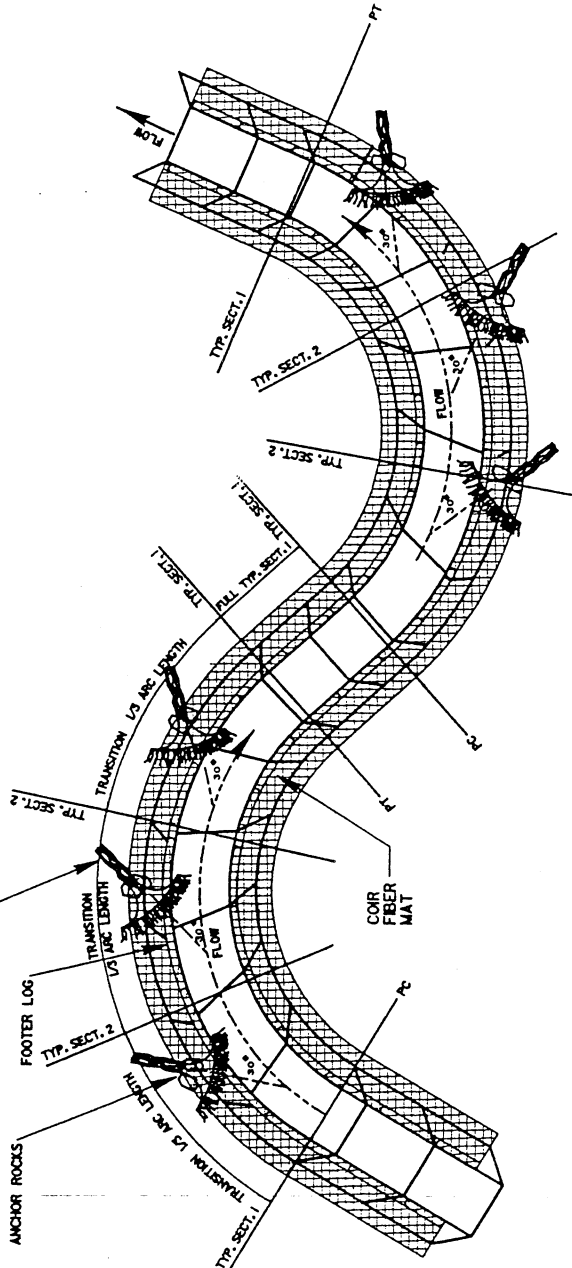 PT
FLOW
TYP. SECT. 1
30°
TYP. SECT. 2
20°
FLOW
TYP. SECT. 2
30°
TYP. SECT. 1
FULL TYP. SECT. 1
TYP. SECT. 1
PC
PT
TRANSITION 1/3 ARC LENGTH
30°
TYP. SECT. 2
TRANSITION
1/3 ARC LENGTH
COIR
FIBER
MAT
30°
FLOW
FOOTER LOG
TYP. SECT. 2
30°
PC
ANCHOR ROCKS
TRANSITION 1/3 ARC LENGTH
TYP. SECT. 1